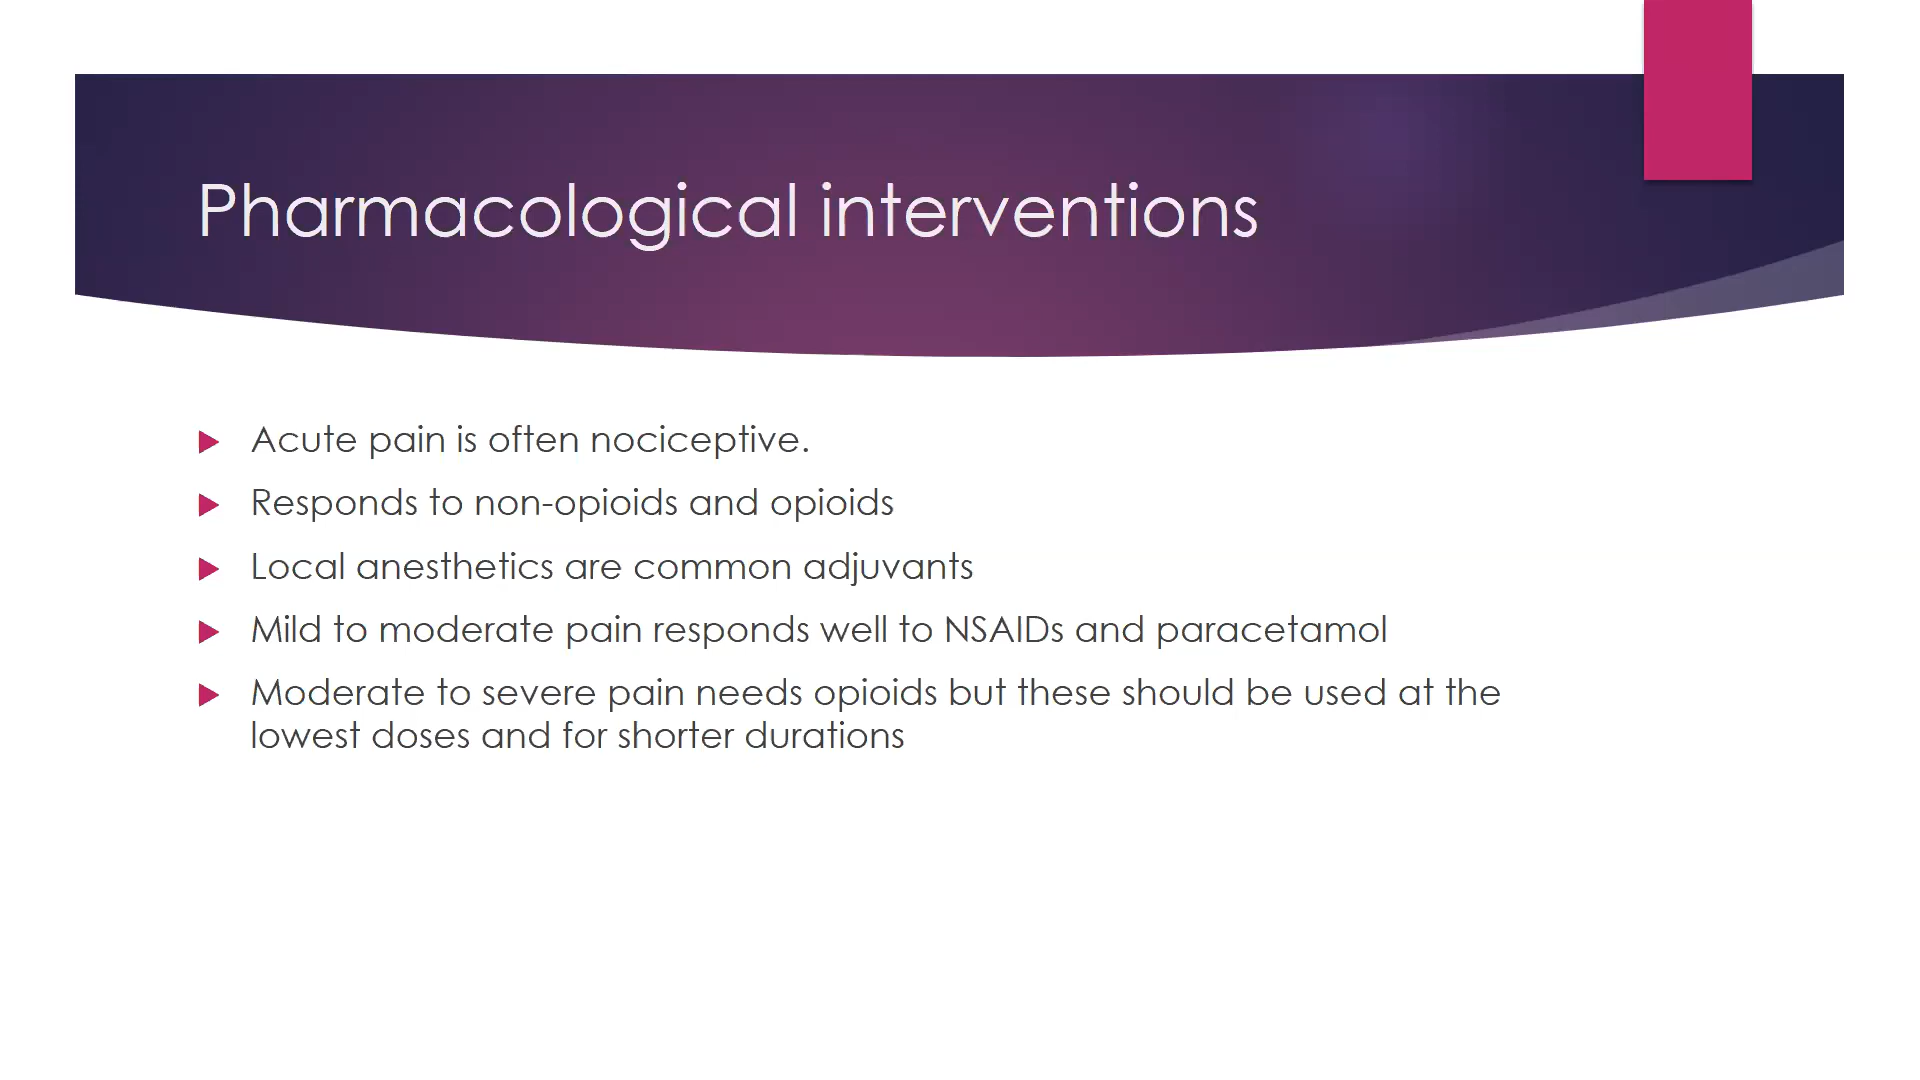 Pharmacological interventions
Acute pain is often nociceptive.
Responds to non-opioids and opioids
Local anesthetics are common adjuvants
Mild to moderate pain responds well to NSAIDs and paracetamol
Moderate to severe pain needs opioids but these should be used at the
lowest doses and for shorter durations